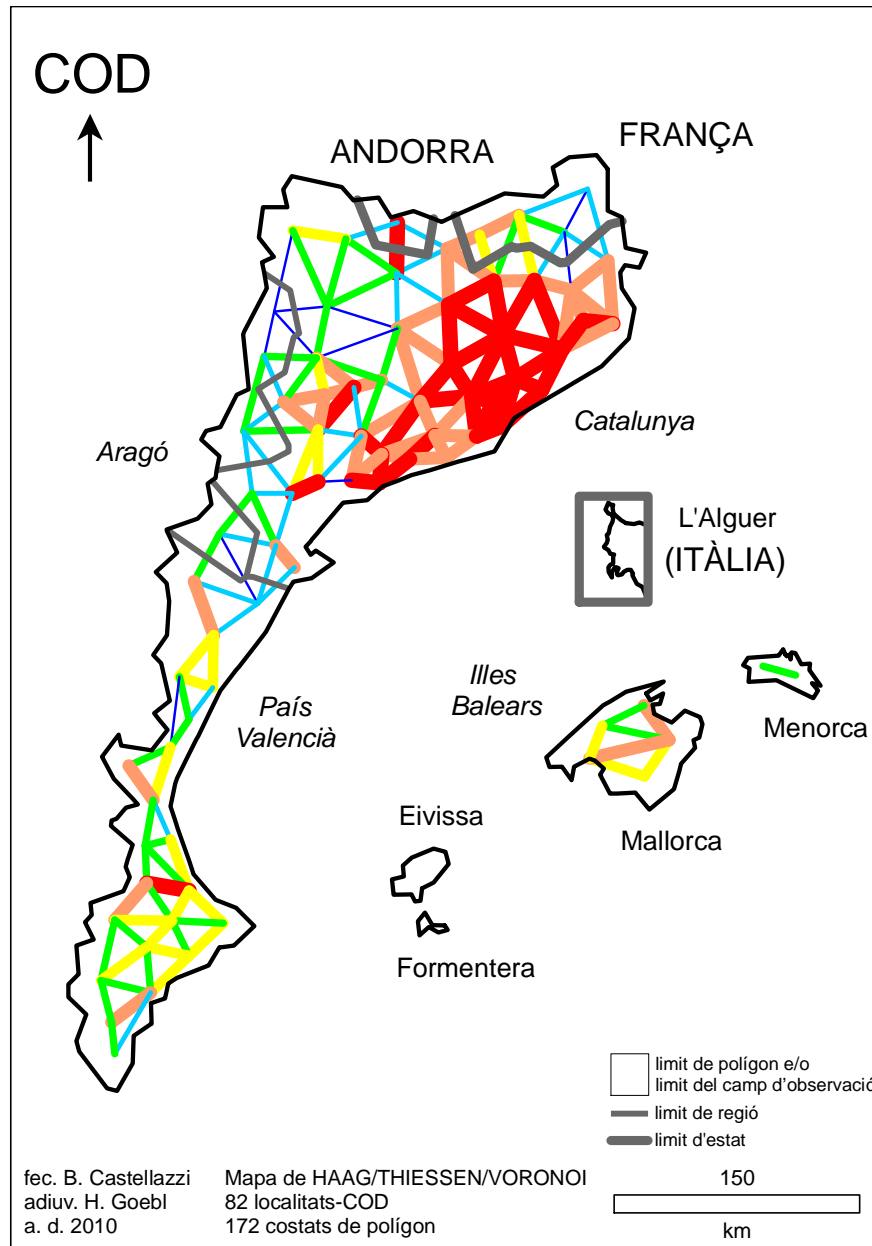 COD
ANDORRA
FRANÇA
Aragó
Catalunya
L'Alguer
(ITÀLIA)
Illes
Balears
País
Valencià
Menorca
Eivissa
Mallorca
Formentera
limit de polígon e/o
limit del camp d'observació
limit de regió
limit d'estat
fec. B. Castellazzi
adiuv. H. Goebl
a. d. 2010
Mapa de HAAG/THIESSEN/VORONOI
82 localitats-COD
172 costats de polígon
150
km